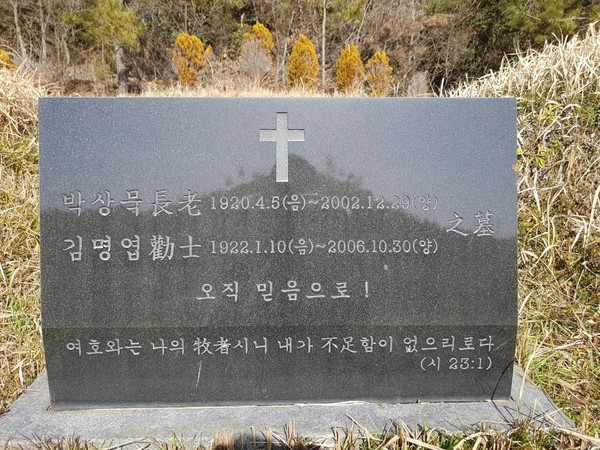 박상목長老 1920.4.5(음)~2002.12.29(양)
김명엽勸士 1922.1.10(음)~2006.10.30(양)
之墓
오직 믿음으로!
여호와는 나의 牧者시니 내가 不足함이 없으리로다
(시 23:1)